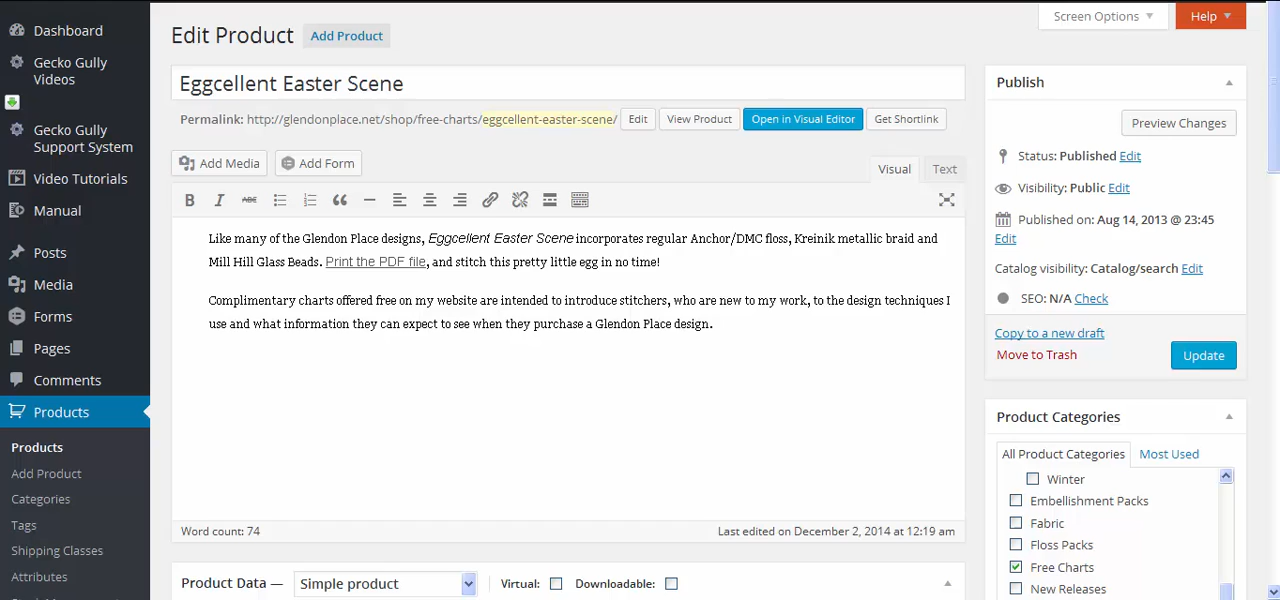 Dashboard
Gecko Gully
Videos
Gecko Gully
Support System
Video Tutorials
Manual
Posts
Media
Forms
Pages
Comments
Products
Products
Add Product
Categories
Tags
Shipping Classes
Attributes
Edit Product
Add Product
Screen Options
Help
Eggcellent Easter Scene
Permalink: http://glendonplace.net/shop/free-charts/eggcellent-easter-scene/ Edit View Product Open in Visual Editor Get Shortlink
Add Media Add Form
Visual Text
B I ABC
Like many of the Glendon Place designs, Eggcellent Easter Scene incorporates regular Anchor/DMC floss, Kreinik metallic braid and
Mill Hill Glass Beads. Print the PDF file, and stitch this pretty little egg in no time!
Complimentary charts offered free on my website are intended to introduce stitchers, who are new to my work, to the design techniques I
use and what information they can expect to see when they purchase a Glendon Place design.
Word count: 74 Last edited on December 2, 2014 at 12:19 am
Product Data — Simple product Virtual: Downloadable:
Publish
Preview Changes
Status: Published Edit
Visibility: Public Edit
Published on: Aug 14, 2013 @ 23:45
Edit
Catalog visibility: Catalog/search Edit
SEO: N/A Check
Copy to a new draft
Move to Trash
Update
Product Categories
All Product Categories Most Used
Winter
Embellishment Packs
Fabric
Floss Packs
Free Charts
New Releases